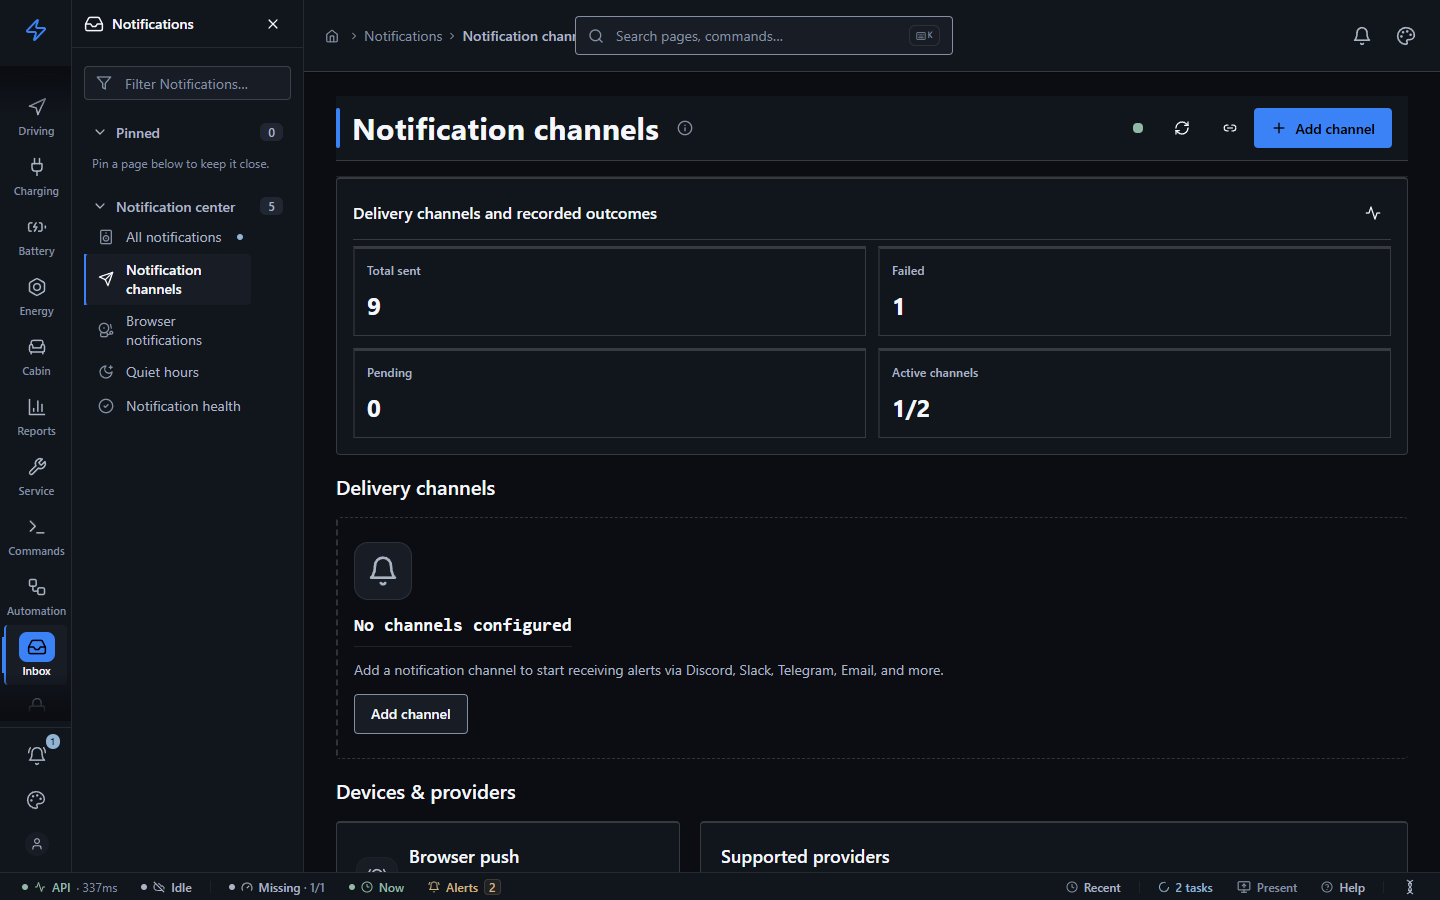 Notifications
Notifications
Notification chann
Search pages, commands...
K
Filter Notifications...
Pinned
0
Pin a page below to keep it close.
Notification center
5
All notifications
Notification
channels
Browser
notifications
Quiet hours
Notification health
Driving
Charging
Battery
Energy
Cabin
Reports
Service
Commands
Automation
Inbox
1
Notification channels
Add channel
Delivery channels and recorded outcomes
Total sent
9
Failed
1
Pending
0
Active channels
1/2
Delivery channels
No channels configured
Add a notification channel to start receiving alerts via Discord, Slack, Telegram, Email, and more.
Add channel
Devices & providers
Browser push
Supported providers
API · 337ms
Idle
Missing · 1/1
Now
Alerts 2
Recent
2 tasks
Present
Help